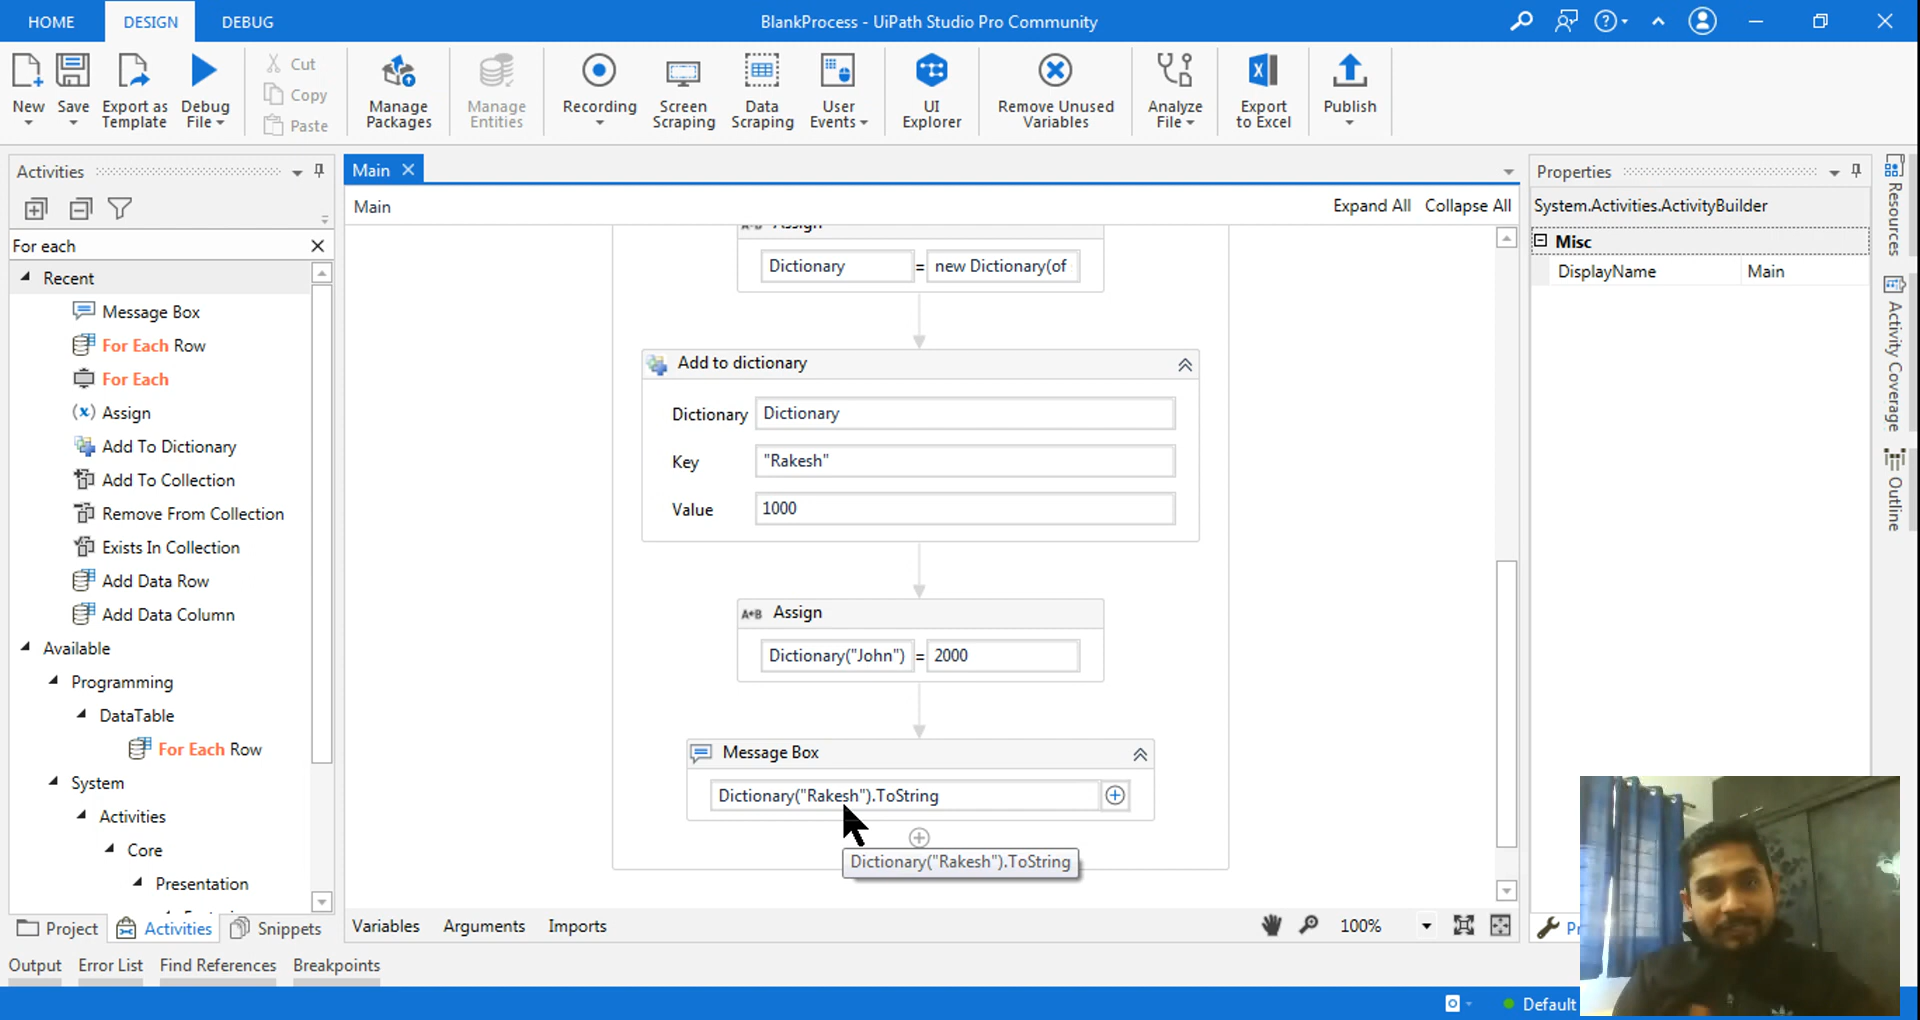 HOME DESIGN DEBUG BlankProcess - UiPath Studio Pro Community
New Save Export as Template Debug File Cut Copy Paste Manage Packages Manage Entities Recording Screen Scraping Data Scraping User Events UI Explorer Remove Unused Variables Analyze File Export to Excel Publish
Activities
For each
Recent
Message Box
For Each Row
For Each
Assign
Add To Dictionary
Add To Collection
Remove From Collection
Exists In Collection
Add Data Row
Add Data Column
Available
Programming
DataTable
For Each Row
System
Activities
Core
Presentation
Project Activities Snippets
Main
Main Expand All Collapse All
Assign
Dictionary = new Dictionary(of
Add to dictionary
Dictionary Dictionary
Key "Rakesh"
Value 1000
A+B Assign
Dictionary("John") = 2000
Message Box
Dictionary("Rakesh").ToString
Dictionary("Rakesh").ToString
Variables Arguments Imports 100%
Properties
System.Activities.ActivityBuilder
Misc
DisplayName Main
Resources
Activity Coverage
Outline
Output Error List Find References Breakpoints
Default